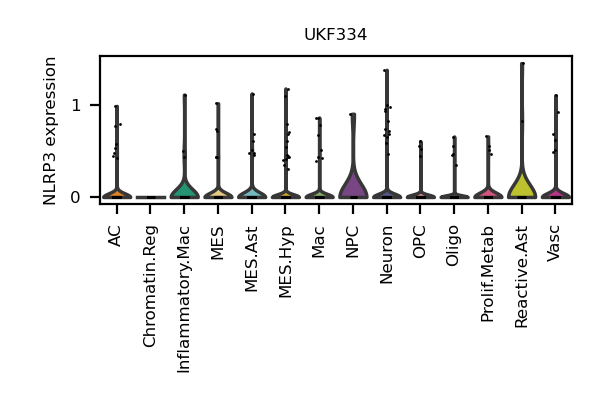 UKF334
NLRP3 expression
1
0
AC
Chromatin.Reg
Inflammatory.Mac
MES
MES.Ast
MES.Hyp
Mac
NPC
Neuron
OPC
Oligo
Prolif.Metab
Reactive.Ast
Vasc